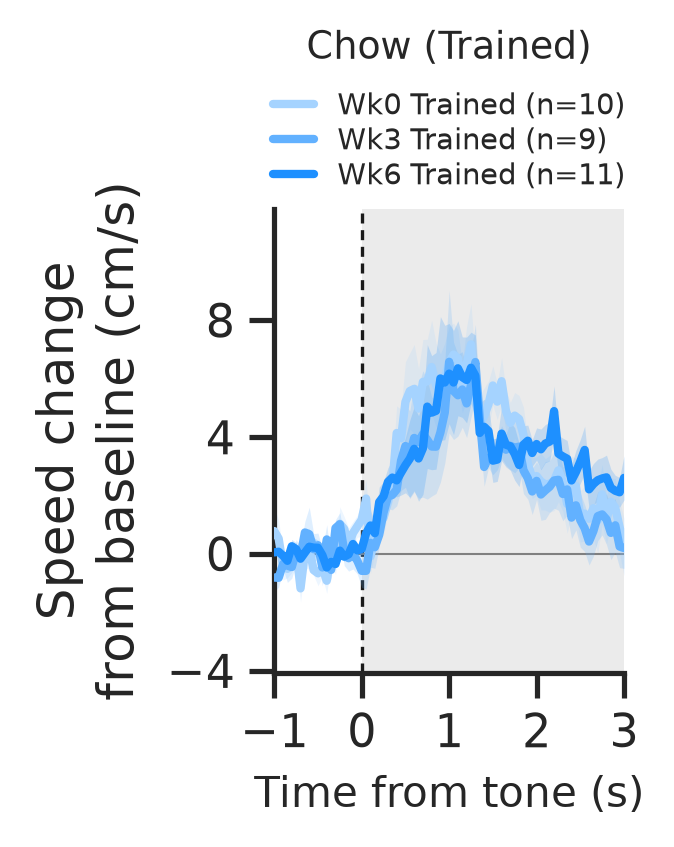 Chow (Trained)
Wk0 Trained (n=10)
Wk3 Trained (n=9)
Wk6 Trained (n=11)
Speed change
from baseline (cm/s)
8
4
0
−4
−1 0 1 2 3
Time from tone (s)